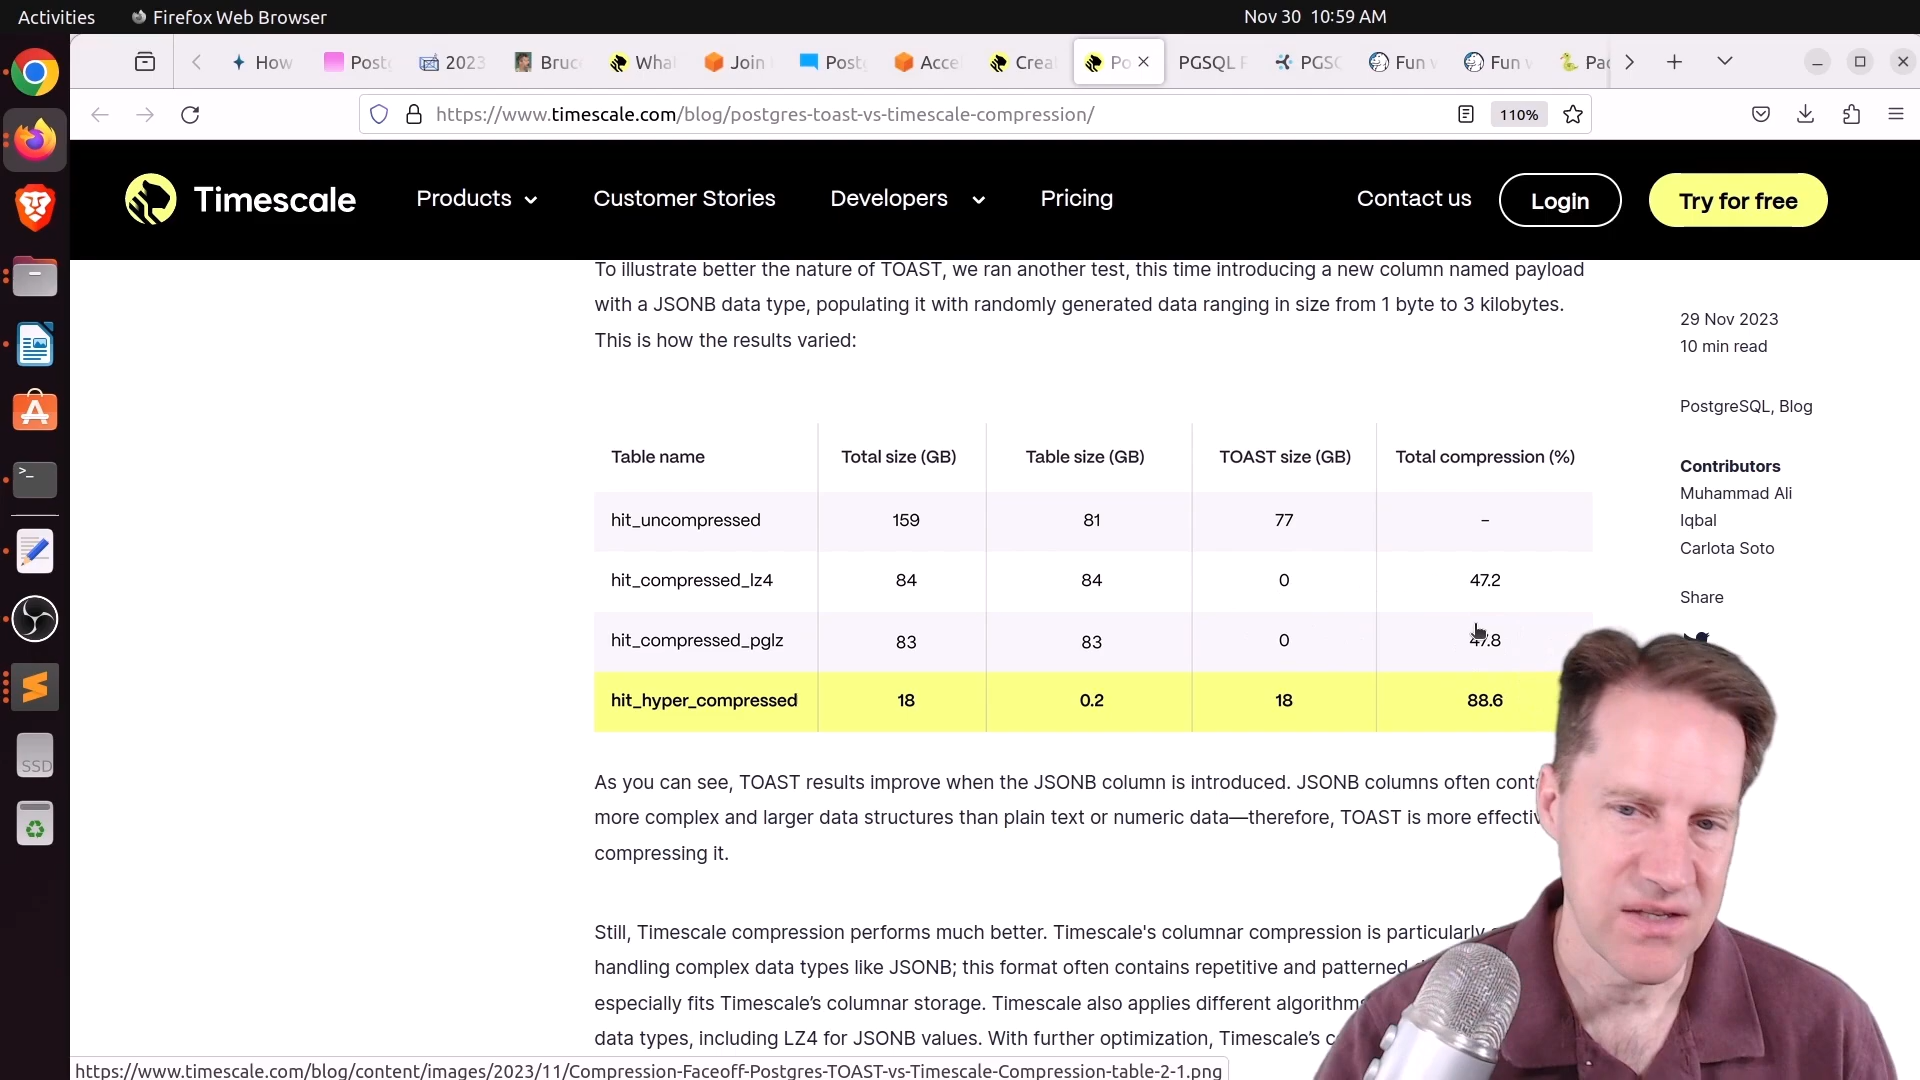 Activities
Firefox Web Browser
Nov 30 10:59 AM
How
Post
2023
Bruc
What
Join
Post
Acce
Crea
Po
PGSQL P
PGSC
Fun
Fun
Pac
https://www.timescale.com/blog/postgres-toast-vs-timescale-compression/
110%
Timescale
Products
Customer Stories
Developers
Pricing
Contact us
Login
Try for free
To illustrate better the nature of TOAST, we ran another test, this time introducing a new column named payload
with a JSONB data type, populating it with randomly generated data ranging in size from 1 byte to 3 kilobytes.
This is how the results varied:
29 Nov 2023
10 min read
PostgreSQL, Blog
Contributors
Muhammad Ali
Iqbal
Carlota Soto
Share
Table name Total size (GB) Table size (GB) TOAST size (GB) Total compression (%)
hit_uncompressed 159 81 77 –
hit_compressed_lz4 84 84 0 47.2
hit_compressed_pglz 83 83 0 47.8
hit_hyper_compressed 18 0.2 18 88.6
As you can see, TOAST results improve when the JSONB column is introduced. JSONB columns often
more complex and larger data structures than plain text or numeric data—therefore, TOAST is more
compressing it.
Still, Timescale compression performs much better. Timescale's columnar compression is particularly
handling complex data types like JSONB; this format often contains repetitive and patterned
especially fits Timescale’s columnar storage. Timescale also applies different algorithms
data types, including LZ4 for JSONB values. With further optimization, Timescale’s
SSD
https://www.timescale.com/blog/content/images/2023/11/Compression-Faceoff-Postgres-TOAST-vs-Timescale-Compression-table-2-1.png